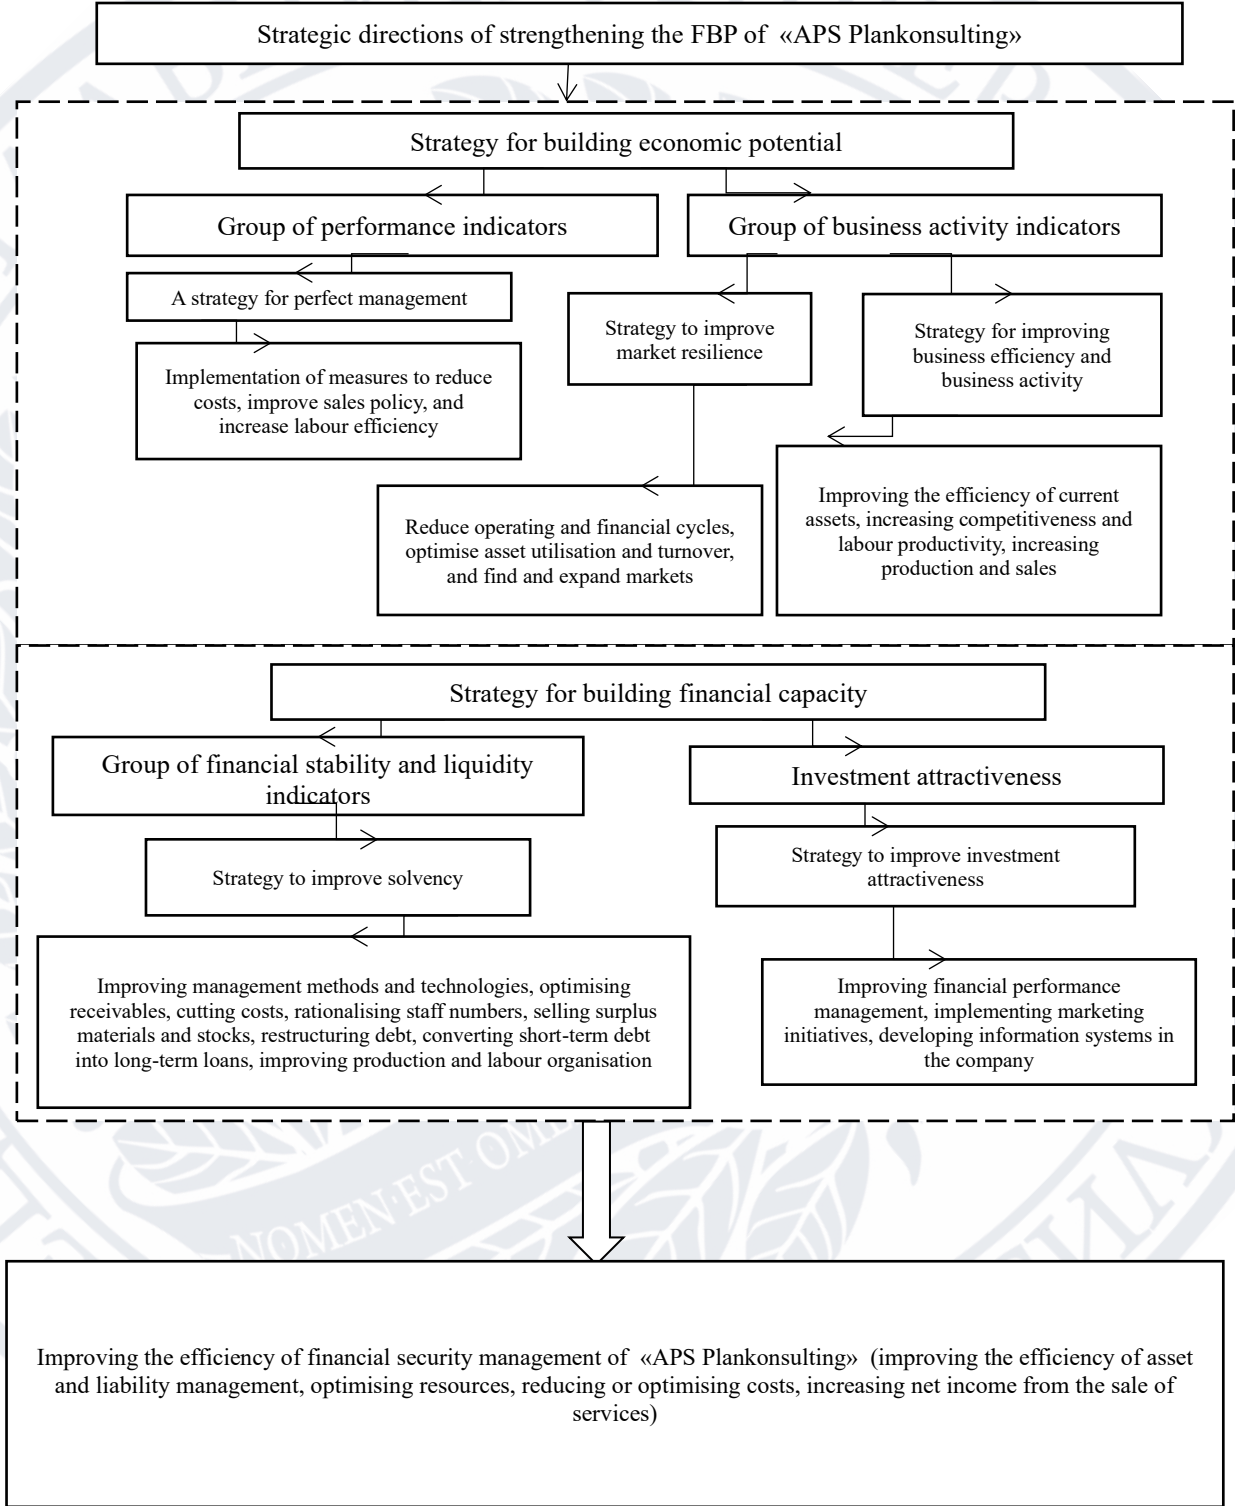 Strategic directions of strengthening the FBP of «APS Plankonsulting»
Strategy for building economic potential
Group of performance indicators
Group of business activity indicators
A strategy for perfect management
Strategy to improve
market resilience
Strategy for improving
business efficiency and
business activity
Implementation of measures to reduce
costs, improve sales policy, and
increase labour efficiency
Reduce operating and financial cycles,
optimise asset utilisation and turnover,
and find and expand markets
Improving the efficiency of current
assets, increasing competitiveness and
labour productivity, increasing
production and sales
Strategy for building financial capacity
Group of financial stability and liquidity
indicators
Investment attractiveness
Strategy to improve solvency
Strategy to improve investment
attractiveness
Improving management methods and technologies, optimising
receivables, cutting costs, rationalising staff numbers, selling surplus
materials and stocks, restructuring debt, converting short-term debt
into long-term loans, improving production and labour organisation
Improving financial performance
management, implementing marketing
initiatives, developing information systems in
the company
NOMEN·EST OME
Improving the efficiency of financial security management of «APS Plankonsulting» (improving the efficiency of asset
and liability management, optimising resources, reducing or optimising costs, increasing net income from the sale of
services)